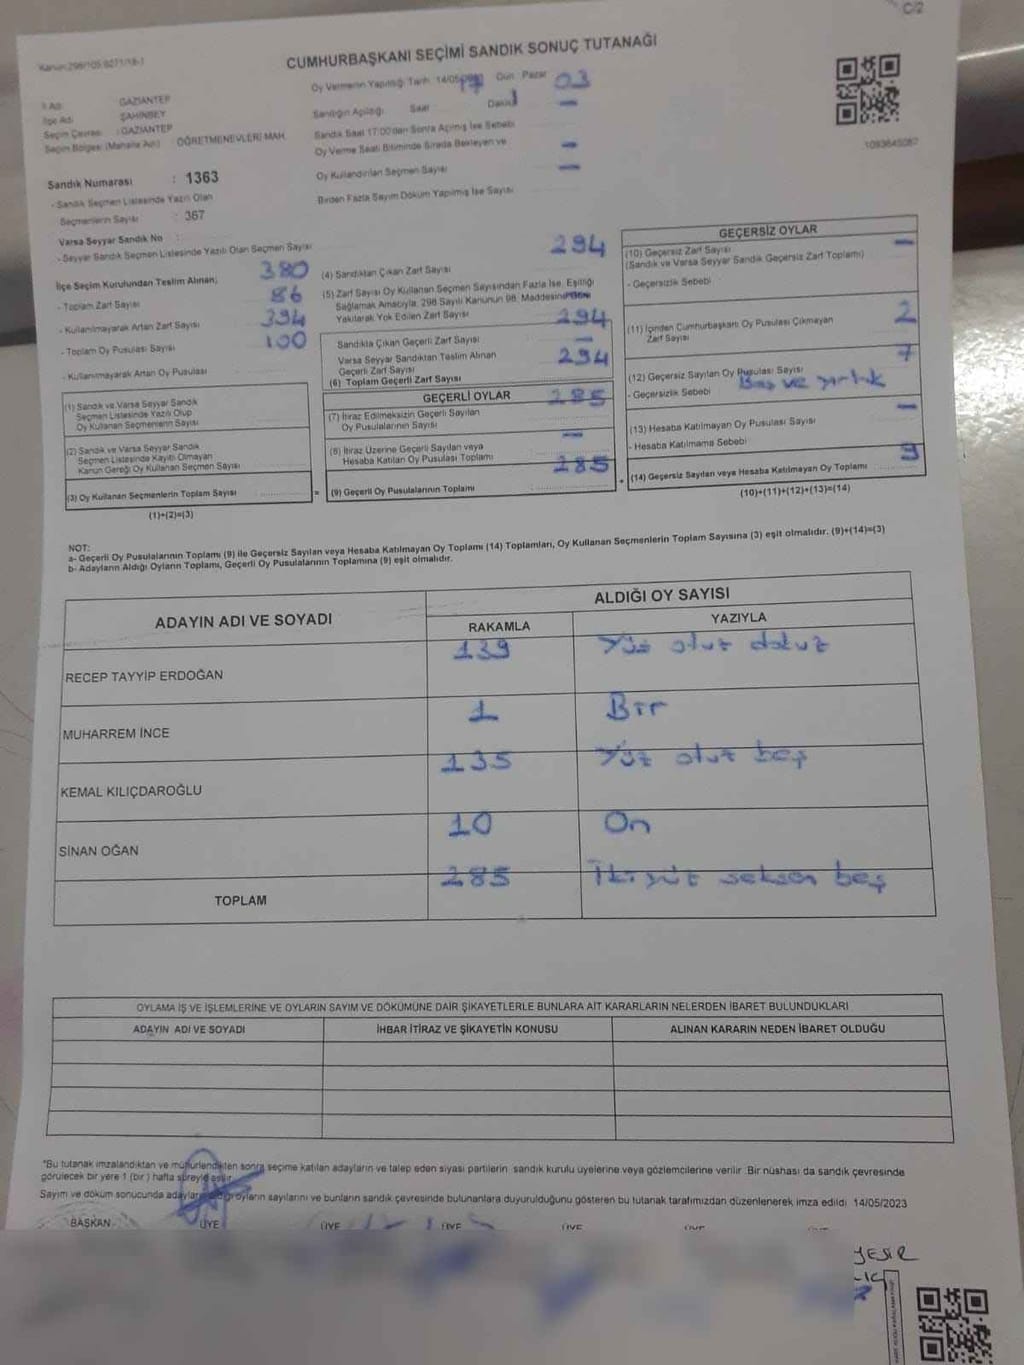 C/2
CUMHURBAŞKANI SEÇİMİ SANDIK SONUÇ TUTANAĞI
Oy Vermenin Yapıldığı Tarih 14/05 Gün Pazar
17 03
İl Adı GAZİANTEP
İlçe Adı ŞAHİNBEY
Seçim Çevresi : GAZİANTEP
Seçim Bölgesi (Mahalle Adı) : ÖĞRETMENEVLERİ MAH.
Sandığın Açılışı Saat Dakika
Sandık Saat 17:00'den Sonra Açılmış İse Sebebi
Oy Verme Saati Bitiminde Sırada Bekleyen ve
Oy Kullandırılan Seçmen Sayısı
Birden Fazla Sayım Döküm Yapılmış İse Sayısı
1093645087
Sandık Numarası : 1363
- Sandık Seçmen Listesinde Yazılı Olan
Seçmenlerin Sayısı : 367
Varsa Seyyar Sandık No :
- Seyyar Sandık Seçmen Listesinde Yazılı Olan Seçmen Sayısı
İlçe Seçim Kurulundan Teslim Alınan;
380
- Toplam Zarf Sayısı
86
- Kullanılmayarak Artan Zarf Sayısı
394
- Toplam Oy Pusulası Sayısı
100
- Kullanılmayarak Artan Oy Pusulası
(1) Sandık ve Varsa Seyyar Sandık
Seçmen Listesinde Yazılı Olup
Oy Kullanan Seçmenlerin Sayısı
(2) Sandık ve Varsa Seyyar Sandık
Seçmen Listesinde Kayıtlı Olmayan
Kanun Gereği Oy Kullanan Seçmen Sayısı
(3) Oy Kullanan Seçmenlerin Toplam Sayısı
(1)+(2)=(3)
294
(4) Sandıktan Çıkan Zarf Sayısı
(5) Zarf Sayısı Oy Kullanan Seçmen Sayısından Fazla İse, Eşitliği
Sağlamak Amacıyla; 298 Sayılı Kanunun 98. Maddesine Göre
Yakılarak Yok Edilen Zarf Sayısı
294
Sandıkta Çıkan Geçerli Zarf Sayısı
Varsa Seyyar Sandıktan Teslim Alınan
Geçerli Zarf Sayısı
294
(6) Toplam Geçerli Zarf Sayısı
GEÇERLİ OYLAR
285
(7) İtiraz Edilmeksizin Geçerli Sayılan
Oy Pusulalarının Sayısı
(8) İtiraz Üzerine Geçerli Sayılan veya
Hesaba Katılan Oy Pusulası Toplamı
285
= (9) Geçerli Oy Pusulalarının Toplamı
GEÇERSİZ OYLAR
(10) Geçersiz Zarf Sayısı
(Sandık ve Varsa Seyyar Sandık Geçersiz Zarf Toplamı)
- Geçersizlik Sebebi
2
(11) İçinden Cumhurbaşkanı Oy Pusulası Çıkmayan
Zarf Sayısı
7
(12) Geçersiz Sayılan Oy Pusulası Sayısı
- Geçersizlik Sebebi Boş ve yırtık
(13) Hesaba Katılmayan Oy Pusulası Sayısı
- Hesaba Katılmama Sebebi
9
+ (14) Geçersiz Sayılan veya Hesaba Katılmayan Oy Toplamı
(10)+(11)+(12)+(13)=(14)
NOT:
a- Geçerli Oy Pusulalarının Toplamı (9) ile Geçersiz Sayılan veya Hesaba Katılmayan Oy Toplamı (14) Toplamları, Oy Kullanan Seçmenlerin Toplam Sayısına (3) eşit olmalıdır. (9)+(14)=(3)
b- Adayların Aldığı Oyların Toplamı, Geçerli Oy Pusulalarının Toplamına (9) eşit olmalıdır.
ADAYIN ADI VE SOYADI ALDIĞI OY SAYISI
RAKAMLA YAZIYLA
RECEP TAYYİP ERDOĞAN 139 Yüz otuz dokuz
MUHARREM İNCE 1 Bir
KEMAL KILIÇDAROĞLU 135 Yüz otuz beş
SİNAN OĞAN 10 On
TOPLAM 285 İkiyüz seksen beş
OYLAMA İŞ VE İŞLEMLERİNE VE OYLARIN SAYIM VE DÖKÜMÜNE DAİR ŞİKAYETLERLE BUNLARA AİT KARARLARIN NELERDEN İBARET BULUNDUKLARI
ADAYIN ADI VE SOYADI İHBAR İTİRAZ VE ŞİKAYETİN KONUSU ALINAN KARARIN NEDEN İBARET OLDUĞU
*Bu tutanak imzalandıktan ve mühürlendikten sonra seçime katılan adayların ve talep eden siyasi partilerin sandık kurulu üyelerine veya gözlemcilerine verilir. Bir nüshası da sandık çevresinde
görülecek bir yere 1 (bir) hafta süreyle asılır.
Sayım ve döküm sonucunda adayların aldığı oyların sayılarını ve bunların sandık çevresinde bulunanlara duyurulduğunu gösteren bu tutanak tarafımızdan düzenlenerek imza edildi 14/05/2023
BAŞKAN ÜYE ÜYE ÜYE ÜYE ÜYE ÜYE